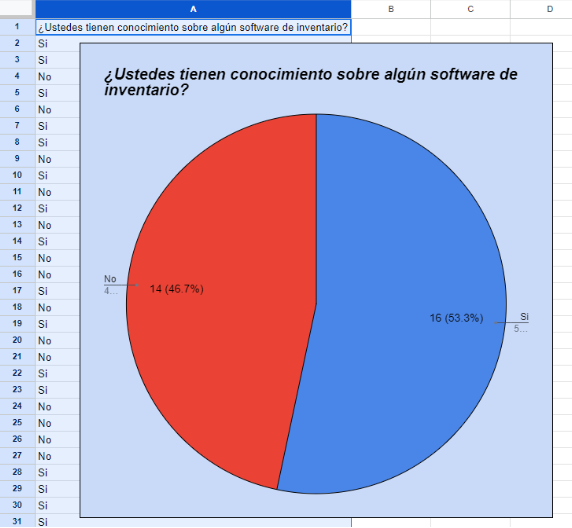 A B C D
1 ¿Ustedes tienen conocimiento sobre algún software de inventario?
2 Si
3 Si
4 No
5 Si
6 No
7 Si
8 Si
9 No
10 Si
11 No
12 Si
13 No
14 Si
15 No
16 No
17 Si
18 No
19 Si
20 No
21 No
22 Si
23 Si
24 No
25 No
26 No
27 No
28 Si
29 Si
30 Si
31 Si
¿Ustedes tienen conocimiento sobre algún software de
inventario?
No
4...
14 (46.7%)
16 (53.3%)
Si
5...